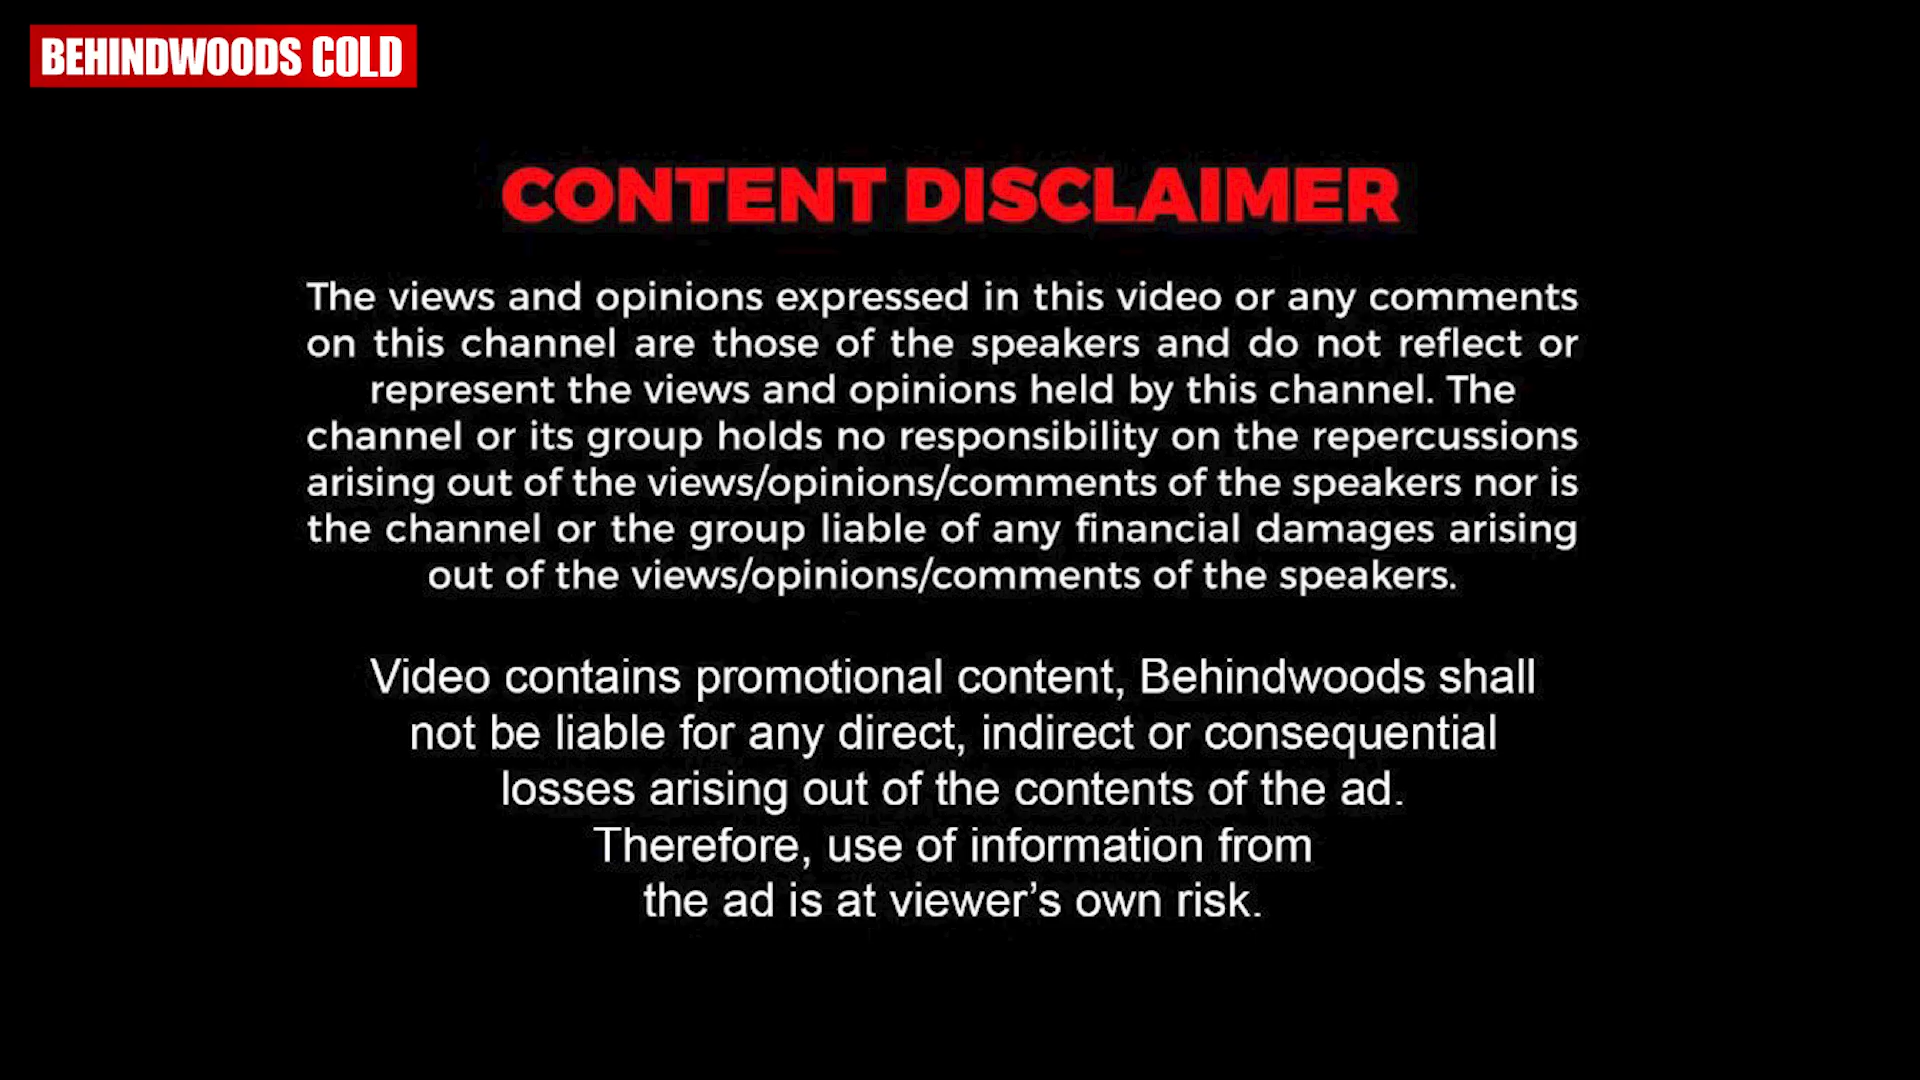 BEHINDWOODS COLD
CONTENT DISCLAIMER
The views and opinions expressed in this video or any comments
on this channel are those of the speakers and do not reflect or
represent the views and opinions held by this channel. The
channel or its group holds no responsibility on the repercussions
arising out of the views/opinions/comments of the speakers nor is
the channel or the group liable of any financial damages arising
out of the views/opinions/comments of the speakers.
Video contains promotional content, Behindwoods shall
not be liable for any direct, indirect or consequential
losses arising out of the contents of the ad.
Therefore, use of information from
the ad is at viewer’s own risk.